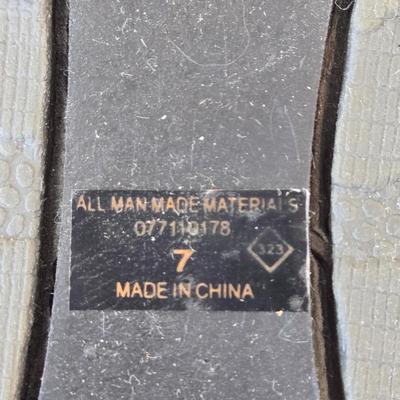 ALL MAN MADE MATERIALS
077110178
7
323
MADE IN CHINA